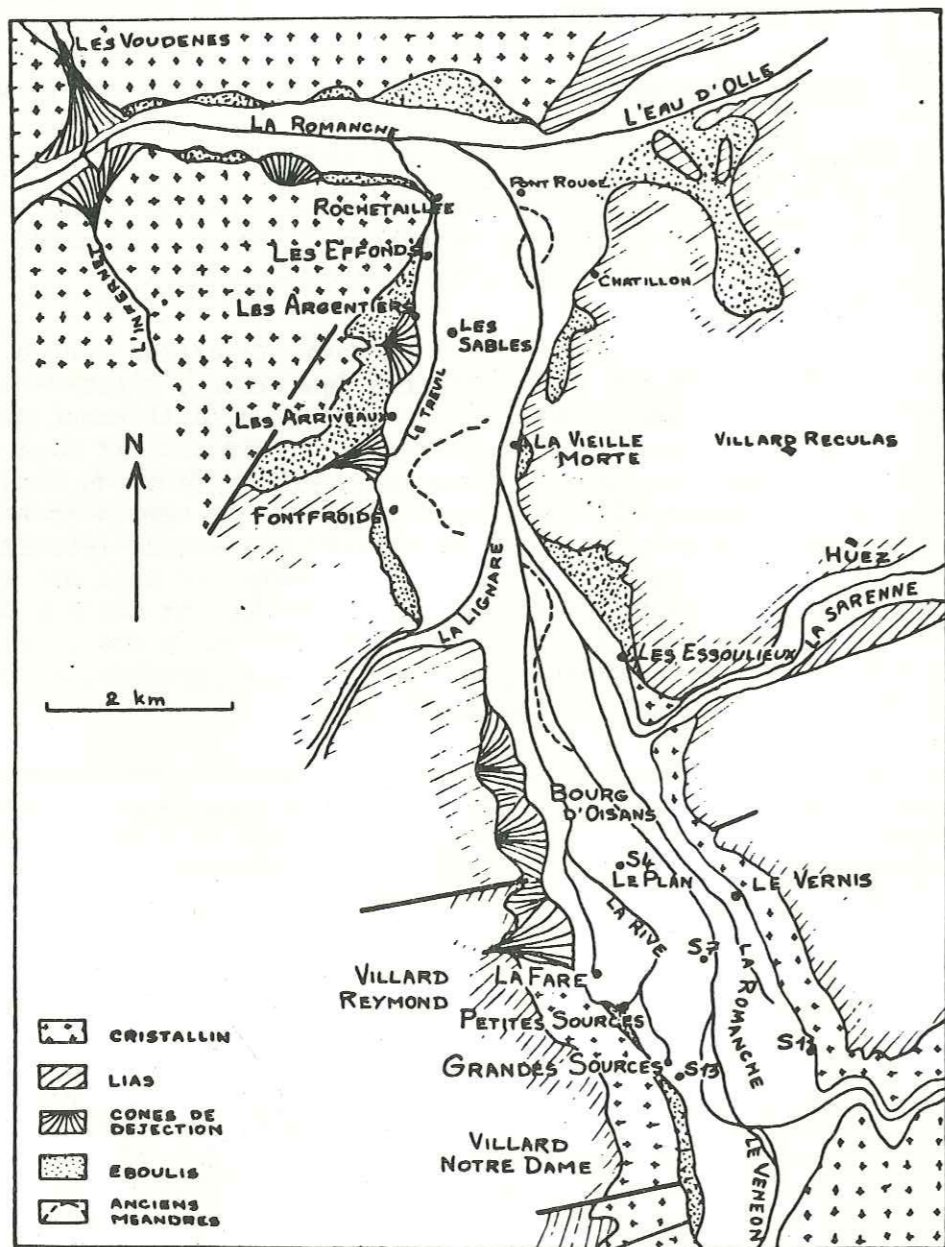 LES VOUDENES
LA ROMANCHE
L'EAU D'OLLE
PONT ROUGE
ROCHETAILLÉE
LES EFFONDS
L'INFERNET
CHATILLON
LES ARGENTIERS
LES
SABLES
LE TREUIL
LES ARRIVEAUX
LA VIEILLE
MORTE
VILLARD RECULAS
N
FONTFROIDE
HUEZ
LA SARENNE
LA LIGNARE
LES ESSOULIEUX
2 km
BOURG
D'OISANS
S4
LE PLAN
LE VERNIS
LA RIVE
S7
VILLARD
REYMOND
LA FARE
LA ROMANCHE
PETITES SOURCES
GRANDES SOURCES
S13
VILLARD
NOTRE DAME
LE VENEON
CRISTALLIN
LIAS
CONES DE
DEJECTION
EBOULIS
ANCIENS
MEANDRES